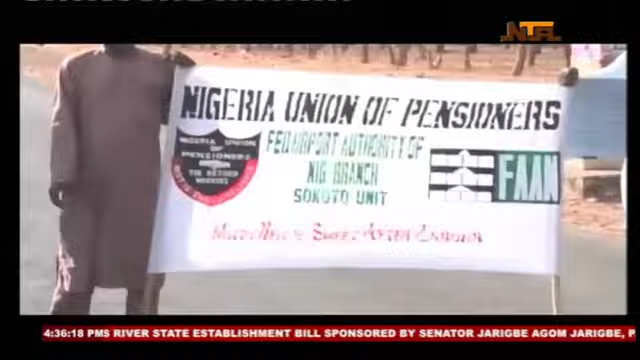 NTA
NIGERIA UNION OF PENSIONERS
NIGERIA UNION
OF
PENSIONERS
FED AIRPORT AUTHORITY OF
NIG BRANCH
SOKOTO UNIT
FAAN
4:36:18 PMS RIVER STATE ESTABLISHMENT BILL SPONSORED BY SENATOR JARIGBE AGOM JARIGBE, P